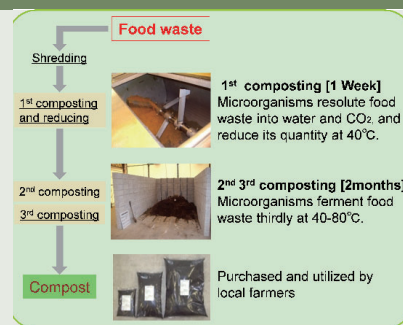 Food waste
Shredding
1st composting
and reducing
1st composting [1 Week]
Microorganisms resolute food
waste into water and CO2, and
reduce its quantity at 40℃.
2nd composting
3rd composting
2nd 3rd composting [2months]
Microorganisms ferment food
waste thirdly at 40-80℃.
Compost
Purchased and utilized by
local farmers